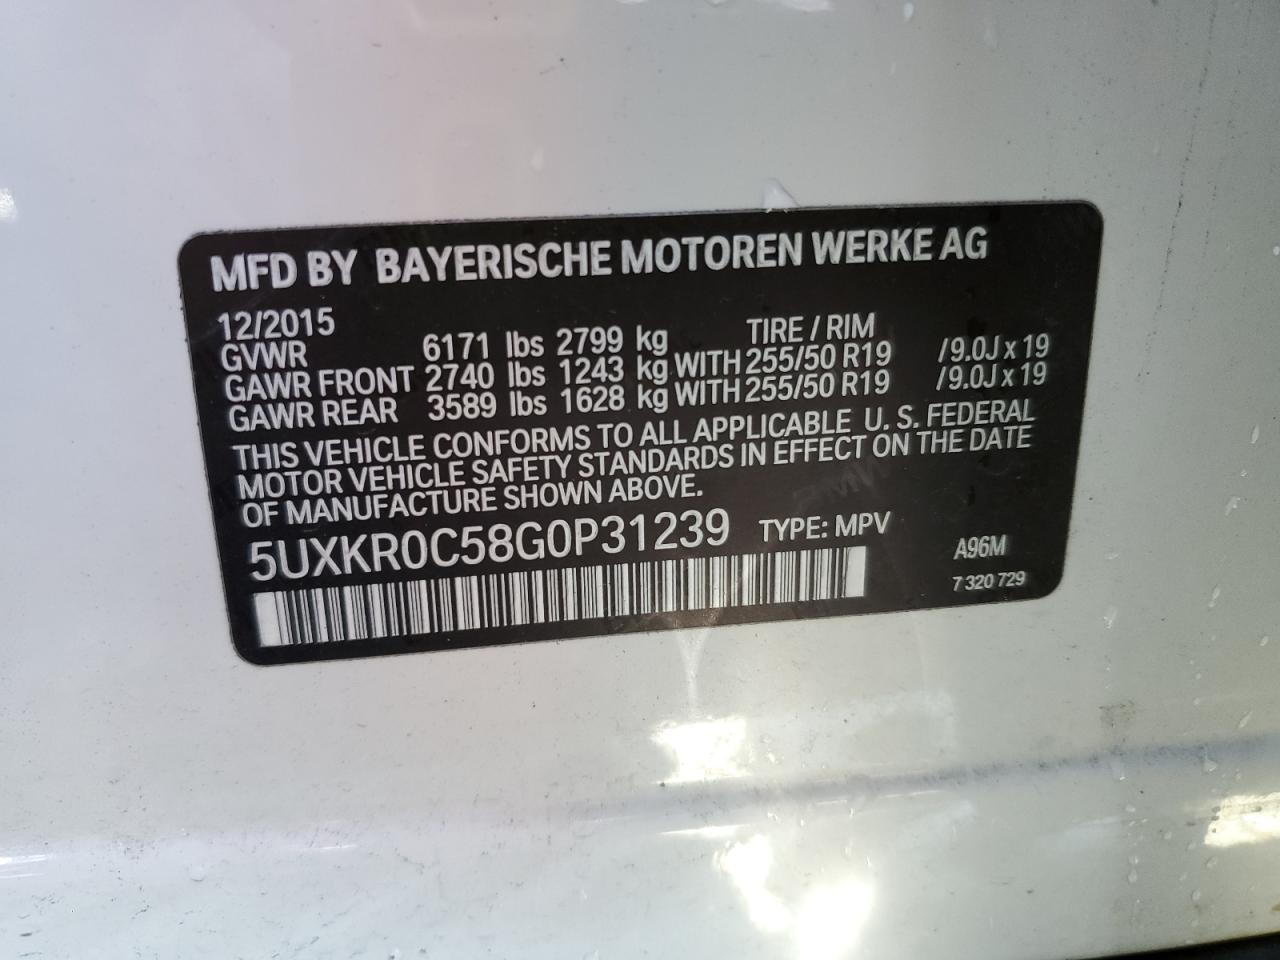 MFD BY BAYERISCHE MOTOREN WERKE AG
12/2015 TIRE / RIM
GVWR 6171 lbs 2799 kg
GAWR FRONT 2740 lbs 1243 kg WITH 255/50 R19 /9.0J x 19
GAWR REAR 3589 lbs 1628 kg WITH 255/50 R19 /9.0J x 19
THIS VEHICLE CONFORMS TO ALL APPLICABLE U. S. FEDERAL
MOTOR VEHICLE SAFETY STANDARDS IN EFFECT ON THE DATE
OF MANUFACTURE SHOWN ABOVE.
5UXKR0C58G0P31239 TYPE: MPV
A96M
7 320 729